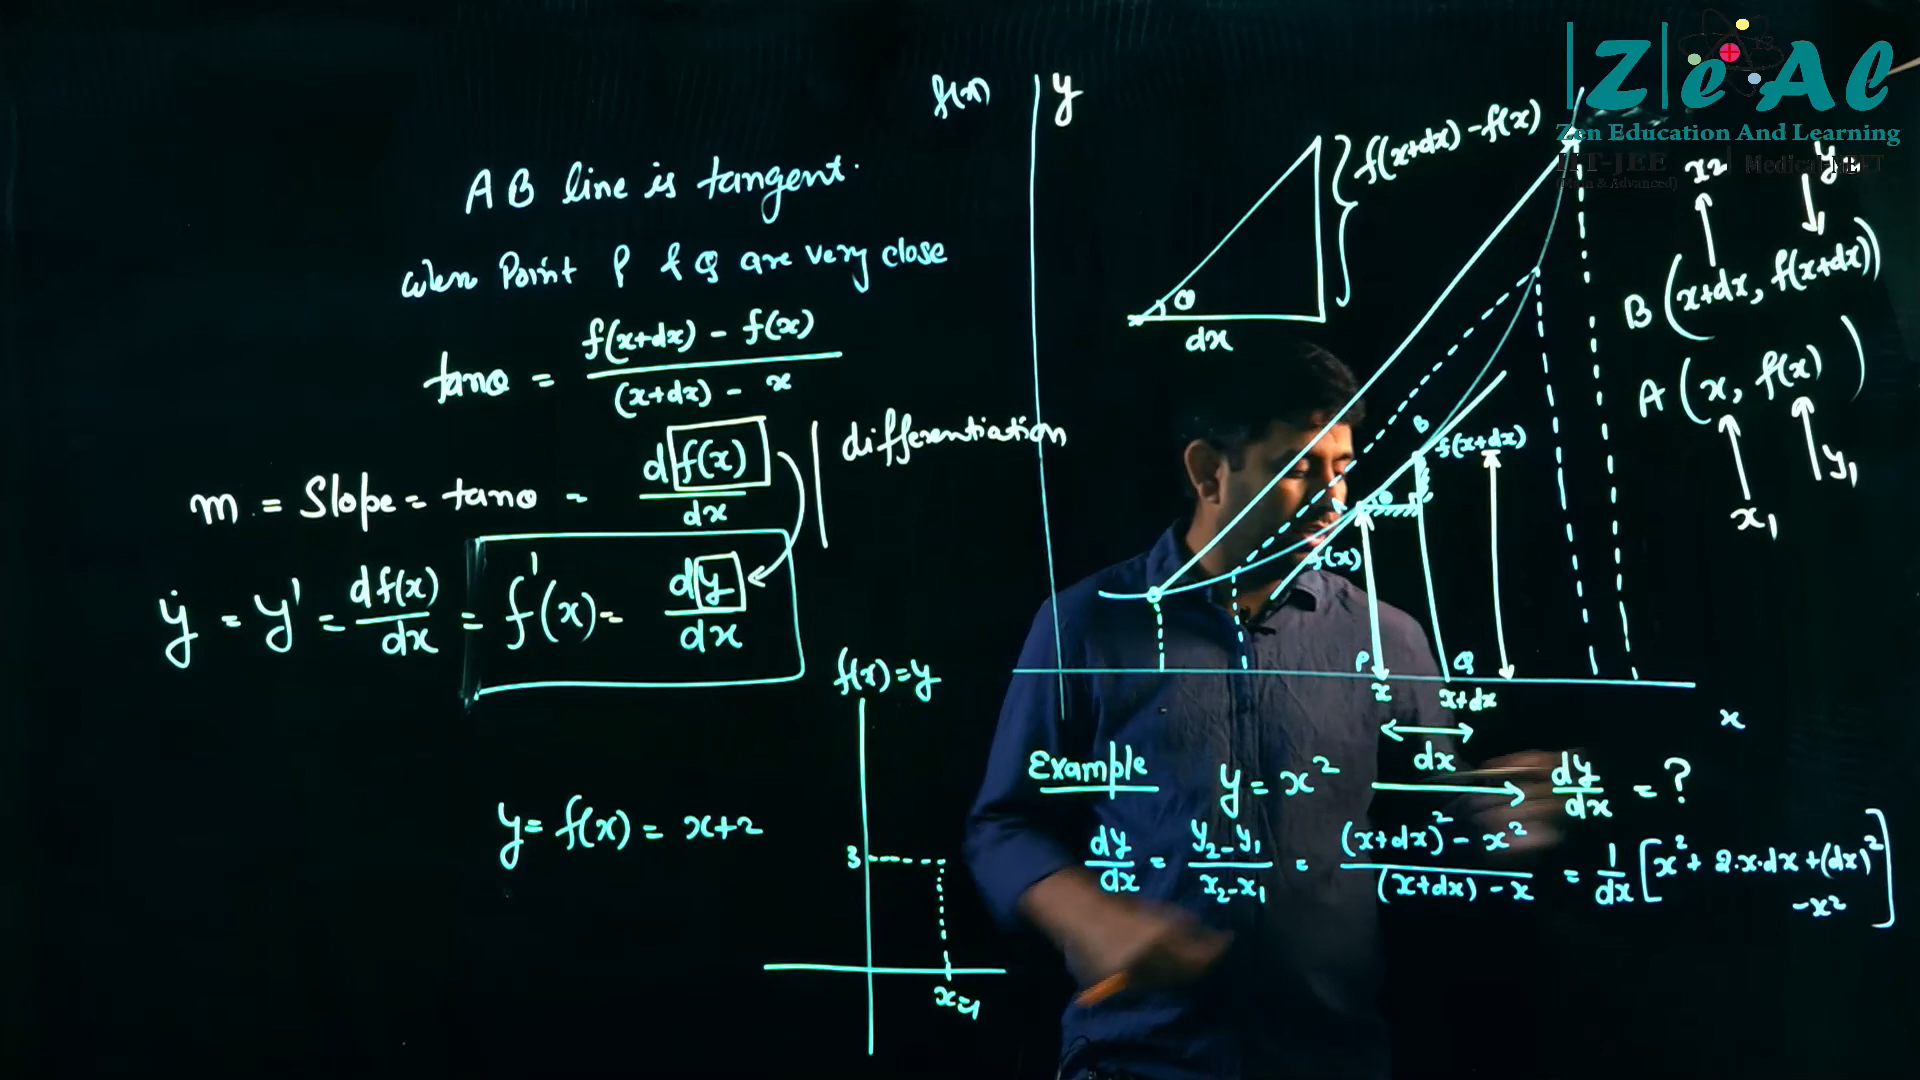 |Z|eAl
Zen Education And Learning
IIT-JEE | Medical-NEET
(Main & Advanced)
AB line is tangent.
when Point P & Q are very close
tanθ = f(x+dx) - f(x) / (x+dx) - x
m = Slope = tanθ = d f(x) / dx
differentiation
ẏ = y' = d f(x) / dx = f'(x) = dy / dx
y = f(x) = x+2
f(x) = y
3
x=1
f(x) y
f(x+dx) - f(x)
θ
dx
x2 y
B (x+dx, f(x+dx))
A (x, f(x))
x1 y1
B f(x+dx)
θ
f(x)
P Q
x x+dx
x
dx
Example y = x² → dy/dx = ?
dy/dx = y2-y1 / x2-x1 = (x+dx)² - x² / (x+dx) - x = 1/dx [x² + 2·x·dx + (dx)²
-x²]